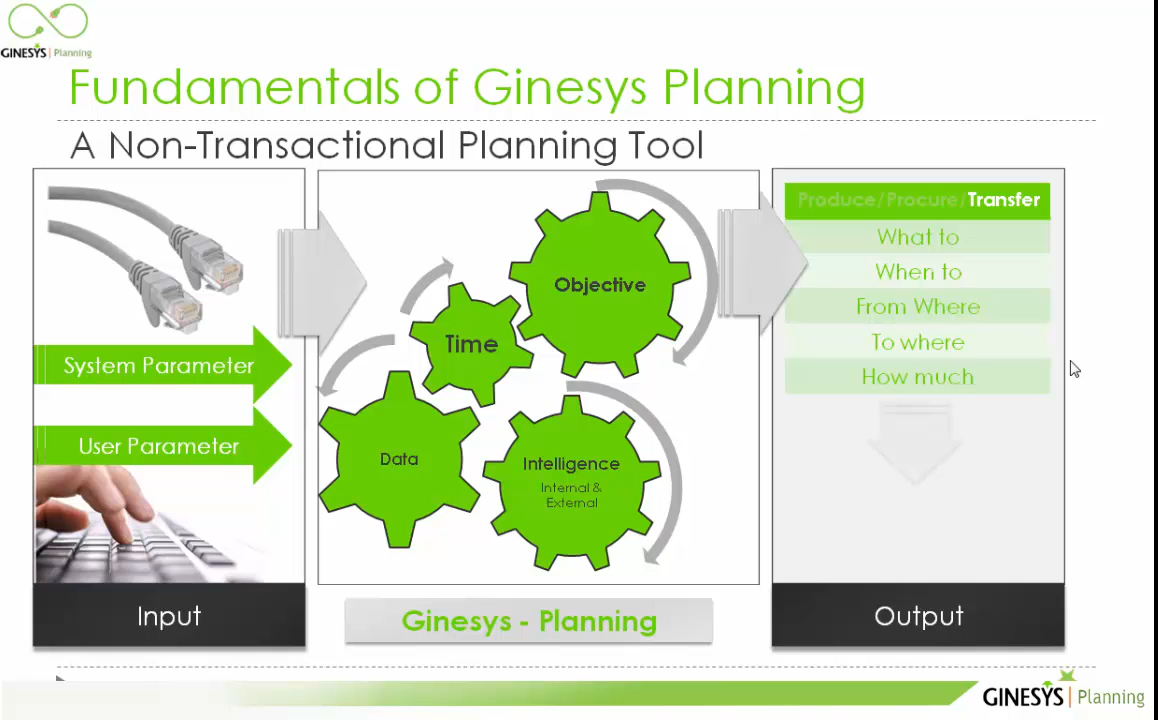 GINESYS | Planning
Fundamentals of Ginesys Planning
A Non-Transactional Planning Tool
System Parameter
User Parameter
Input
Objective
Time
Data
Intelligence
Internal &
External
Ginesys - Planning
Produce/Procure/Transfer
What to
When to
From Where
To where
How much
Output
GINESYS | Planning